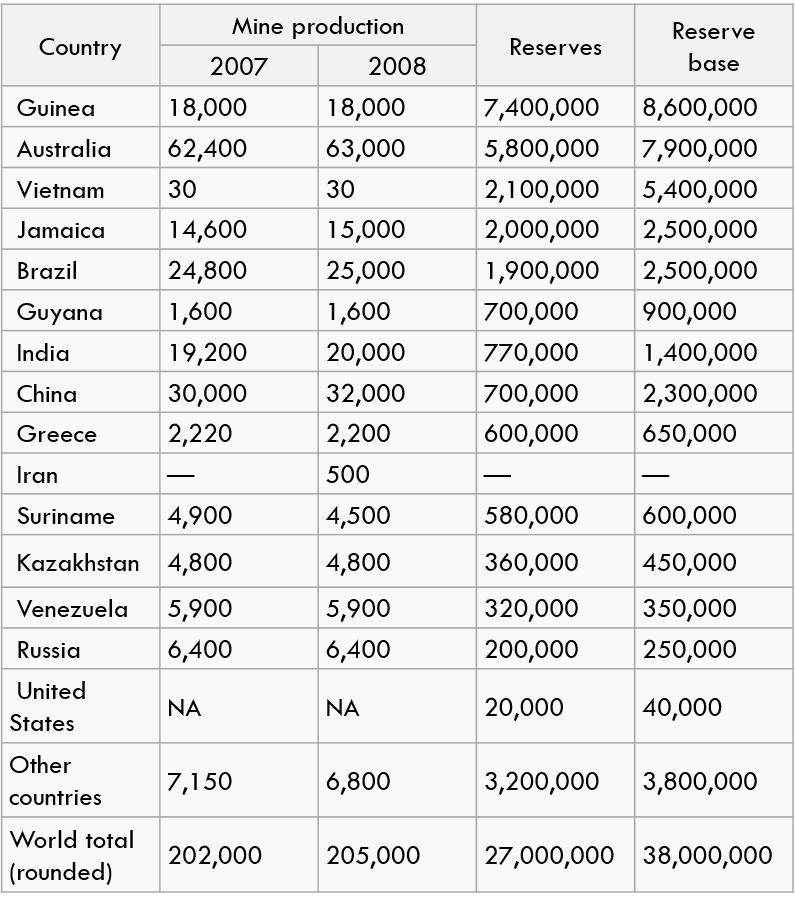 Country Mine production Reserves Reserve base
2007 2008
Guinea 18,000 18,000 7,400,000 8,600,000
Australia 62,400 63,000 5,800,000 7,900,000
Vietnam 30 30 2,100,000 5,400,000
Jamaica 14,600 15,000 2,000,000 2,500,000
Brazil 24,800 25,000 1,900,000 2,500,000
Guyana 1,600 1,600 700,000 900,000
India 19,200 20,000 770,000 1,400,000
China 30,000 32,000 700,000 2,300,000
Greece 2,220 2,200 600,000 650,000
Iran — 500 — —
Suriname 4,900 4,500 580,000 600,000
Kazakhstan 4,800 4,800 360,000 450,000
Venezuela 5,900 5,900 320,000 350,000
Russia 6,400 6,400 200,000 250,000
United States NA NA 20,000 40,000
Other countries 7,150 6,800 3,200,000 3,800,000
World total (rounded) 202,000 205,000 27,000,000 38,000,000